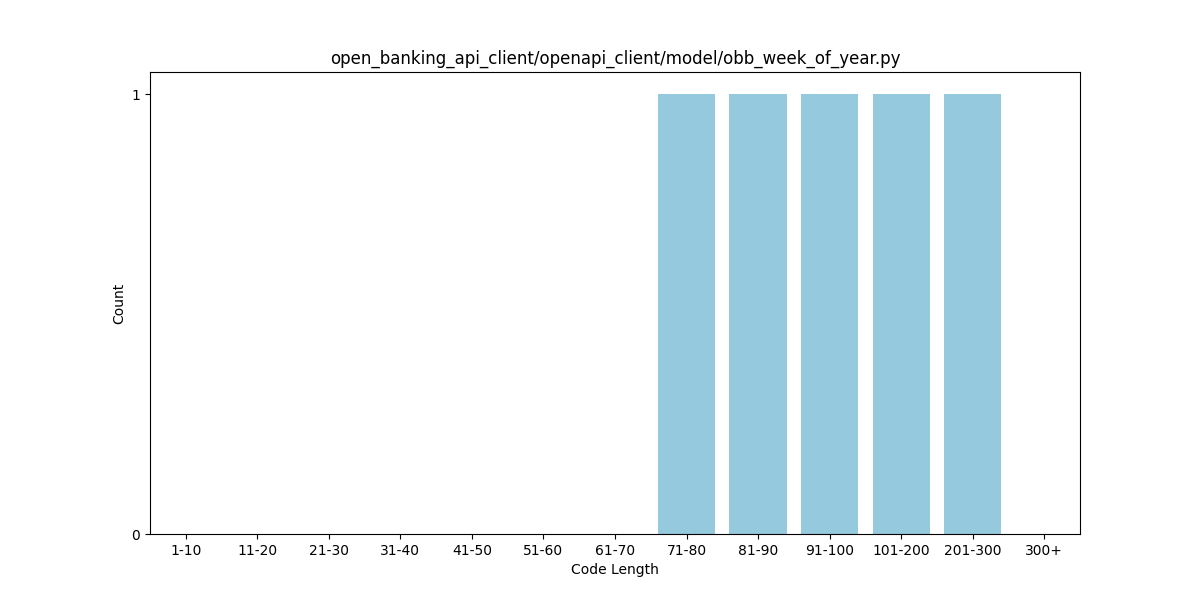 open_banking_api_client/openapi_client/model/obb_week_of_year.py
1
Count
0
1-10 11-20 21-30 31-40 41-50 51-60 61-70 71-80 81-90 91-100 101-200 201-300 300+
Code Length